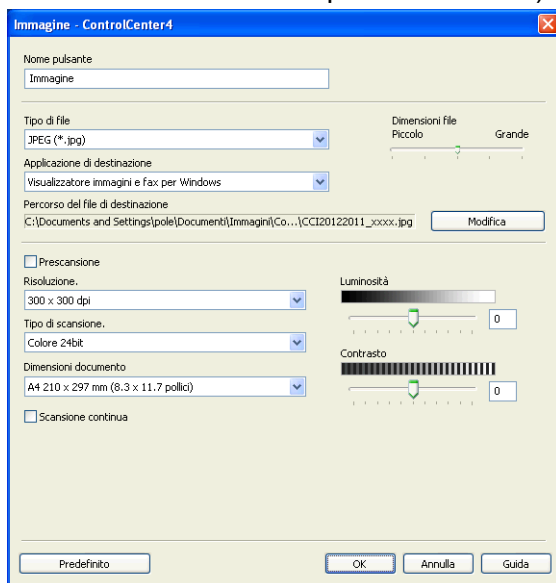 Immagine - ControlCenter4
Nome pulsante
Immagine
Tipo di file
JPEG (*.jpg)
Dimensioni file
Piccolo Grande
Applicazione di destinazione
Visualizzatore immagini e fax per Windows
Percorso del file di destinazione
C:\Documents and Settings\pole\Documenti\Immagini\Co...\CCI20122011_xxxx.jpg Modifica
Prescansione
Risoluzione. Luminosità
300 x 300 dpi
0
Tipo di scansione.
Colore 24bit
Contrasto
Dimensioni documento
A4 210 x 297 mm (8.3 x 11.7 pollici) 0
Scansione continua
Predefinito OK Annulla Guida